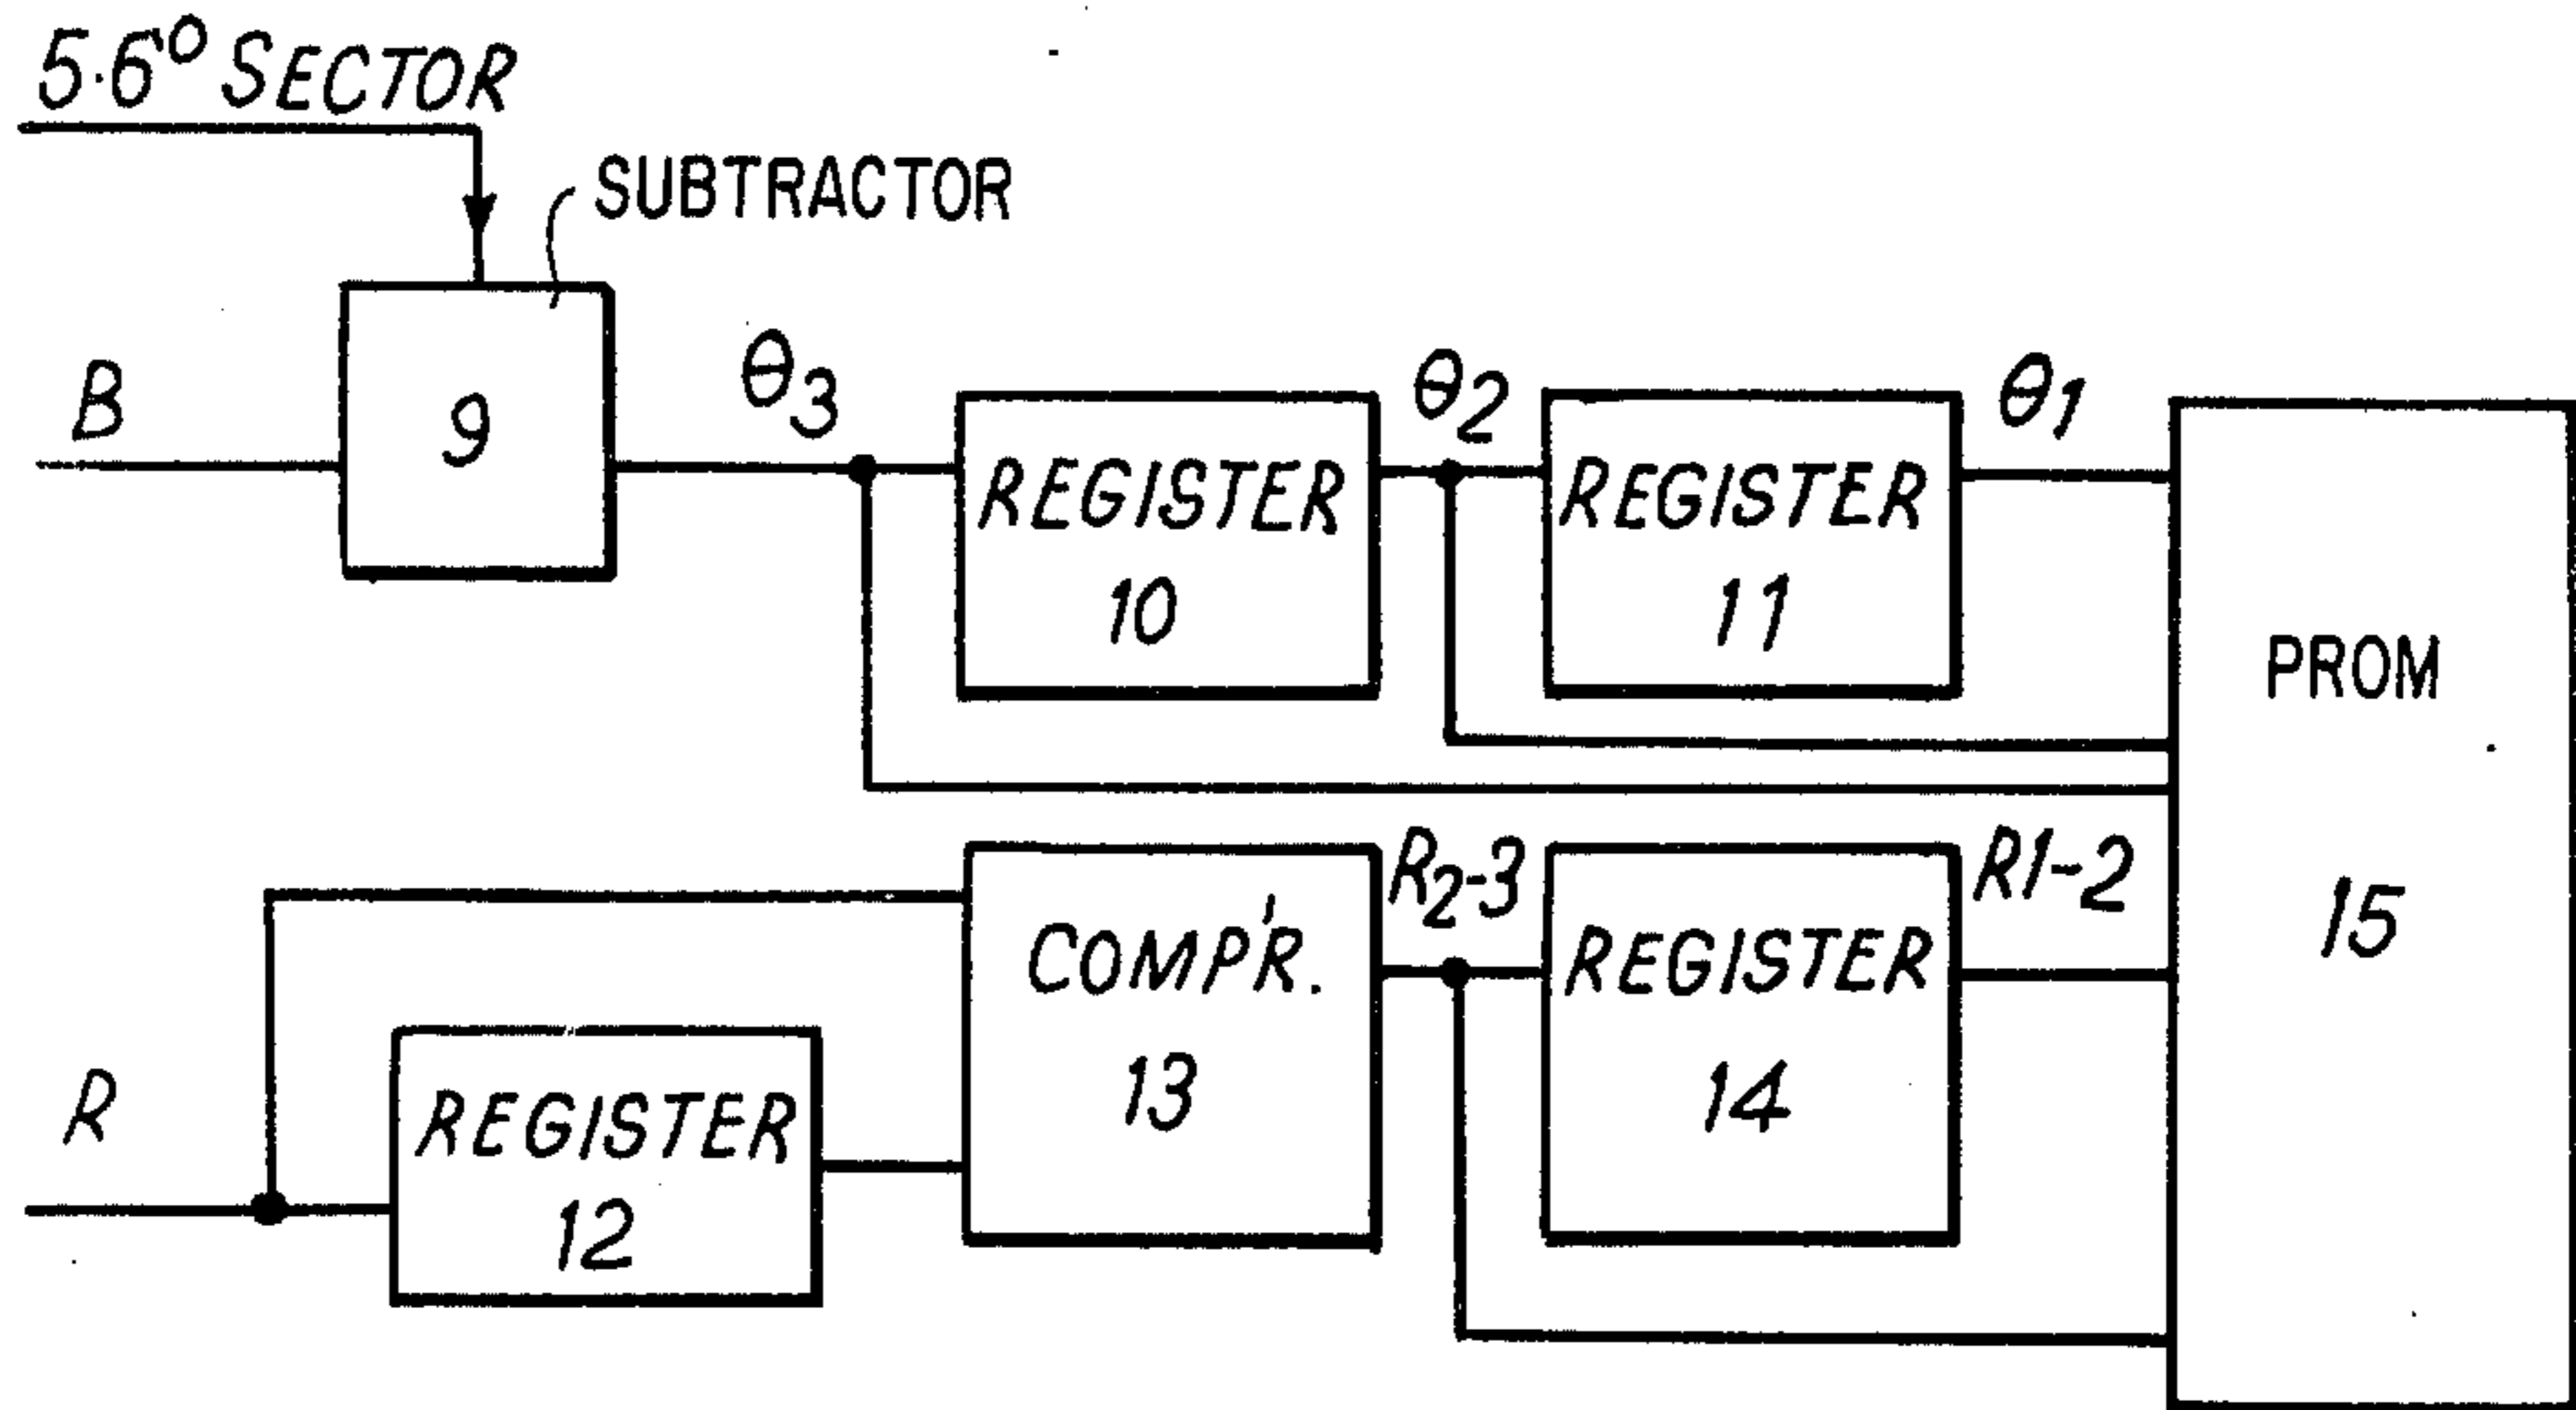 5.6° SECTOR
SUBTRACTOR
B
9
θ3
REGISTER
10
θ2
REGISTER
11
θ1
PROM
15
R
REGISTER
12
COMP'R.
13
R2-3
REGISTER
14
R1-2